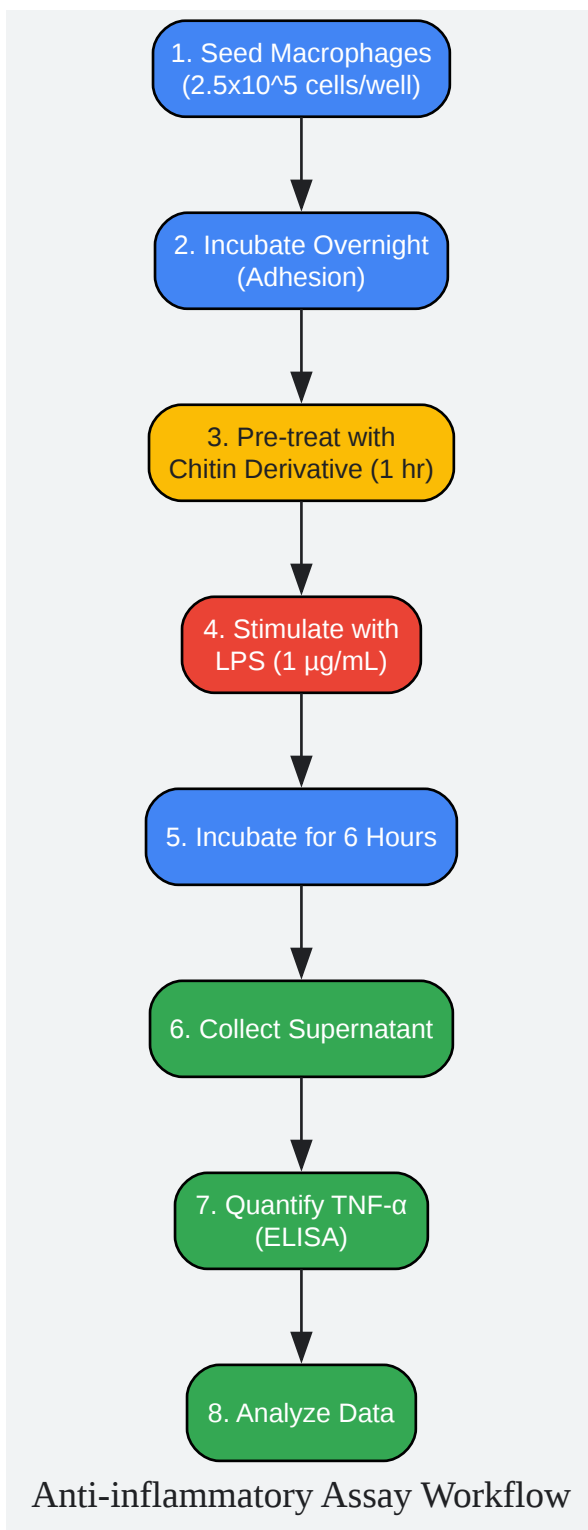 1. Seed Macrophages
(2.5x10^5 cells/well)
2. Incubate Overnight
(Adhesion)
3. Pre-treat with
Chitin Derivative (1 hr)
4. Stimulate with
LPS (1 µg/mL)
5. Incubate for 6 Hours
6. Collect Supernatant
7. Quantify TNF-α
(ELISA)
8. Analyze Data
Anti-inflammatory Assay Workflow